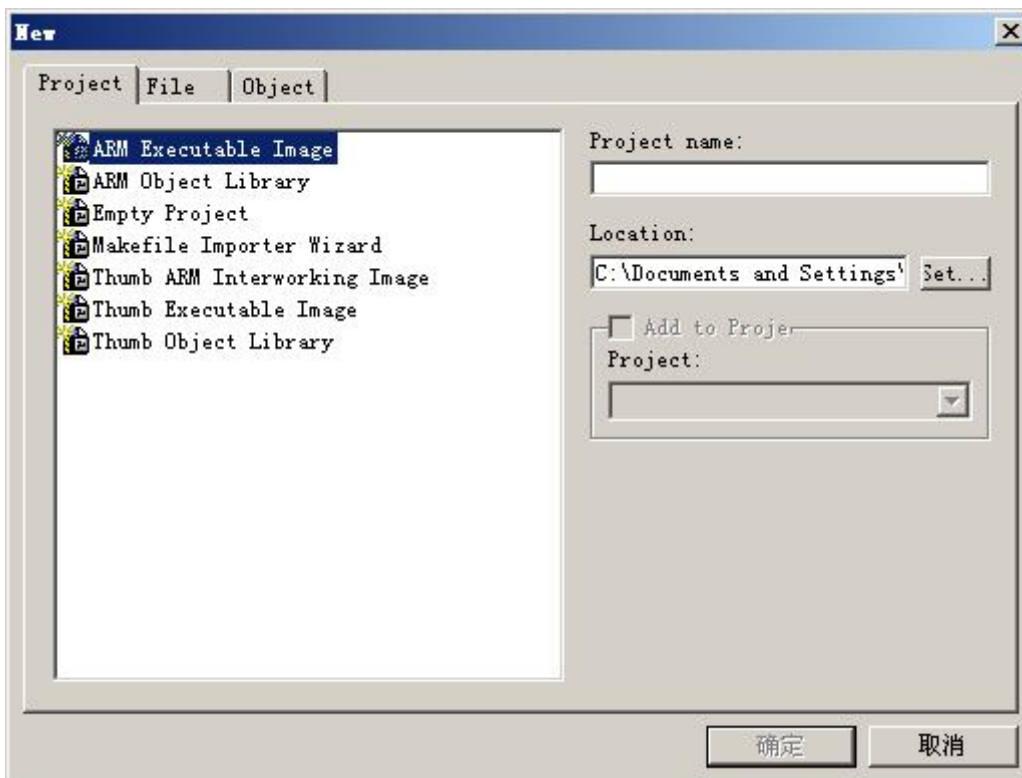 New
Project File Object
ARM Executable Image
ARM Object Library
Empty Project
Makefile Importer Wizard
Thumb ARM Interworking Image
Thumb Executable Image
Thumb Object Library
Project name:
Location:
C:\Documents and Settings\ Set...
Add to Proje
Project:
确定 取消